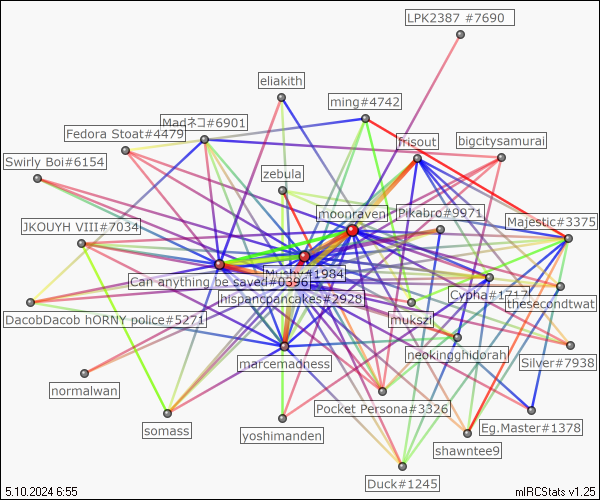 LPK2387 #7690
eliakith
ming#4742
Madネコ#6901
Fedora Stoat#4479
frisout
bigcitysamurai
Swirly Boi#6154
zebula
moonraven
Pikabro#9971
JKOUYH VIII#7034
Majestic#3375
Can anything be saved#0396
hispancpancakes#2928
Cypha#1717
thesecondtwat
DacobDacob hORNY police#5271
mukszi
neokingghidorah
marcemadness
Silver#7938
normalwan
Pocket Persona#3326
somass
yoshimanden
Eg.Master#1378
shawntee9
Duck#1245
5.10.2024 6:55
mIRCStats v1.25